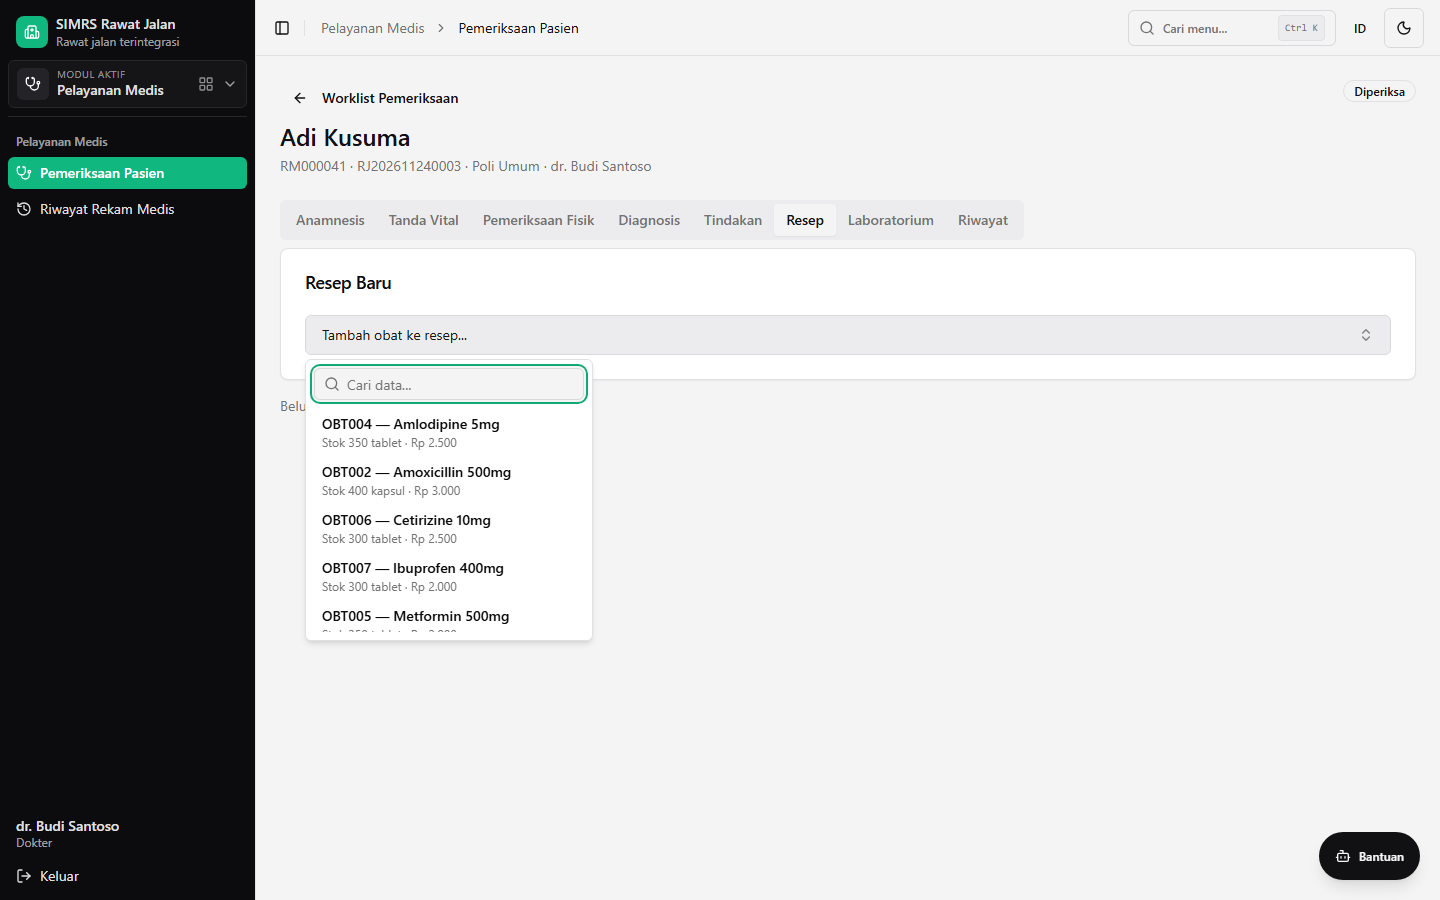 SIMRS Rawat Jalan
Rawat jalan terintegrasi
MODUL AKTIF
Pelayanan Medis
Pelayanan Medis
Pemeriksaan Pasien
Riwayat Rekam Medis
dr. Budi Santoso
Dokter
Keluar
Pelayanan Medis > Pemeriksaan Pasien
Cari menu... Ctrl K
ID
Worklist Pemeriksaan
Diperiksa
Adi Kusuma
RM000041 · RJ202611240003 · Poli Umum · dr. Budi Santoso
Anamnesis Tanda Vital Pemeriksaan Fisik Diagnosis Tindakan Resep Laboratorium Riwayat
Resep Baru
Tambah obat ke resep...
Cari data...
OBT004 — Amlodipine 5mg
Stok 350 tablet · Rp 2.500
OBT002 — Amoxicillin 500mg
Stok 400 kapsul · Rp 3.000
OBT006 — Cetirizine 10mg
Stok 300 tablet · Rp 2.500
OBT007 — Ibuprofen 400mg
Stok 300 tablet · Rp 2.000
OBT005 — Metformin 500mg
Bantuan